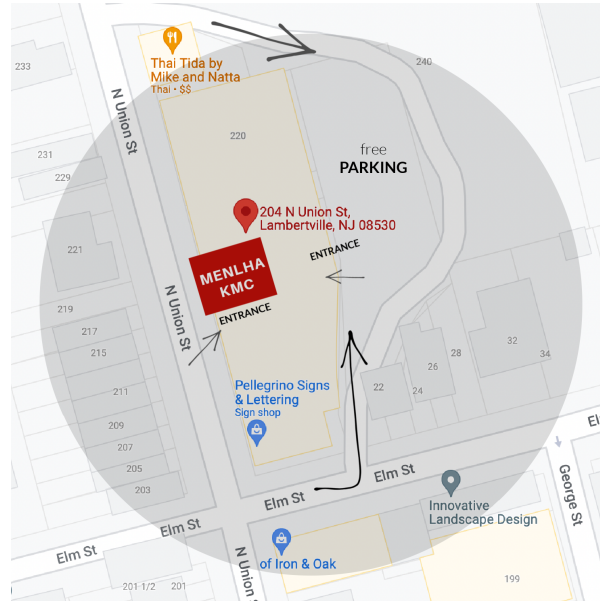 233
Thai Tida by
Mike and Natta
Thai • $$
240
N Union St
231
229
220
free
PARKING
221
204 N Union St,
Lambertville, NJ 08530
MENLHA
KMC
ENTRANCE
ENTRANCE
219
217
215
N Union St
211
209
207
205
203
Pellegrino Signs
& Lettering
Sign shop
22
24
26
28
32
34
El
Elm St
Elm St
Elm St
Elm St
George St
Innovative
Landscape Design
of Iron & Oak
N Union St
201 1/2
201
199